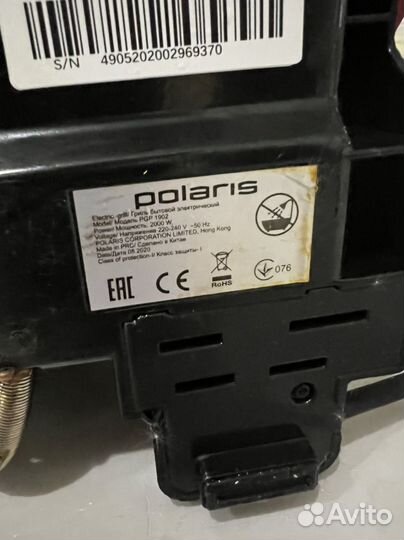 S/N 4905202002969370
polaris
Electric grill/ Гриль бытовой электрический
Model/ Модель PGP 1902
Power/ Мощность: 2000 W
Voltage/ Напряжение 220-240 V ~50 Hz
POLARIS CORPORATION LIMITED, Hong Kong
Made in PRC/ Сделано в Китае
Date/Дата 05.2020
Class of protection-I/ Класс защиты- I
EAC CE RoHS 076
Avito